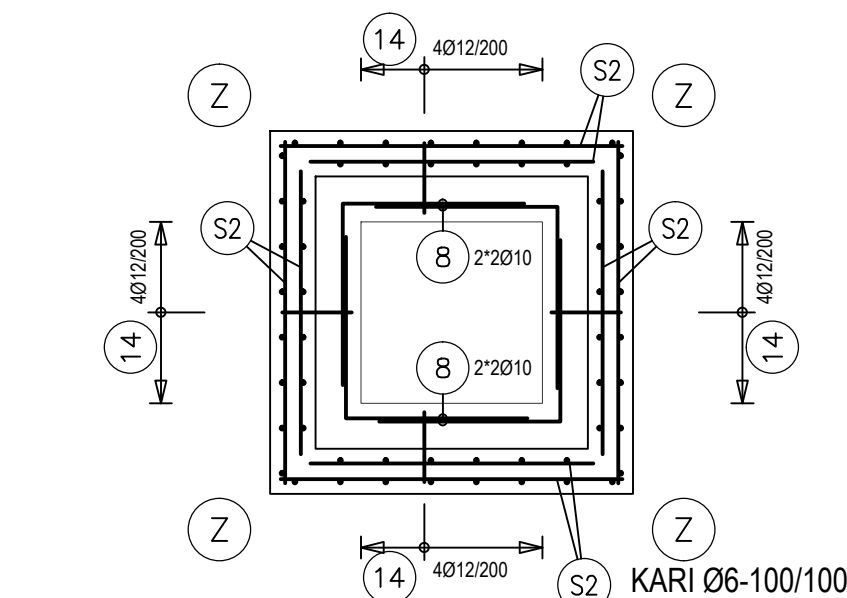 14 4Ø12/200
S2
Z Z
S2 S2
4Ø12/200 8 2*2Ø10 4Ø12/200
14 8 2*2Ø10 14
Z Z
14 4Ø12/200
S2 KARI Ø6-100/100